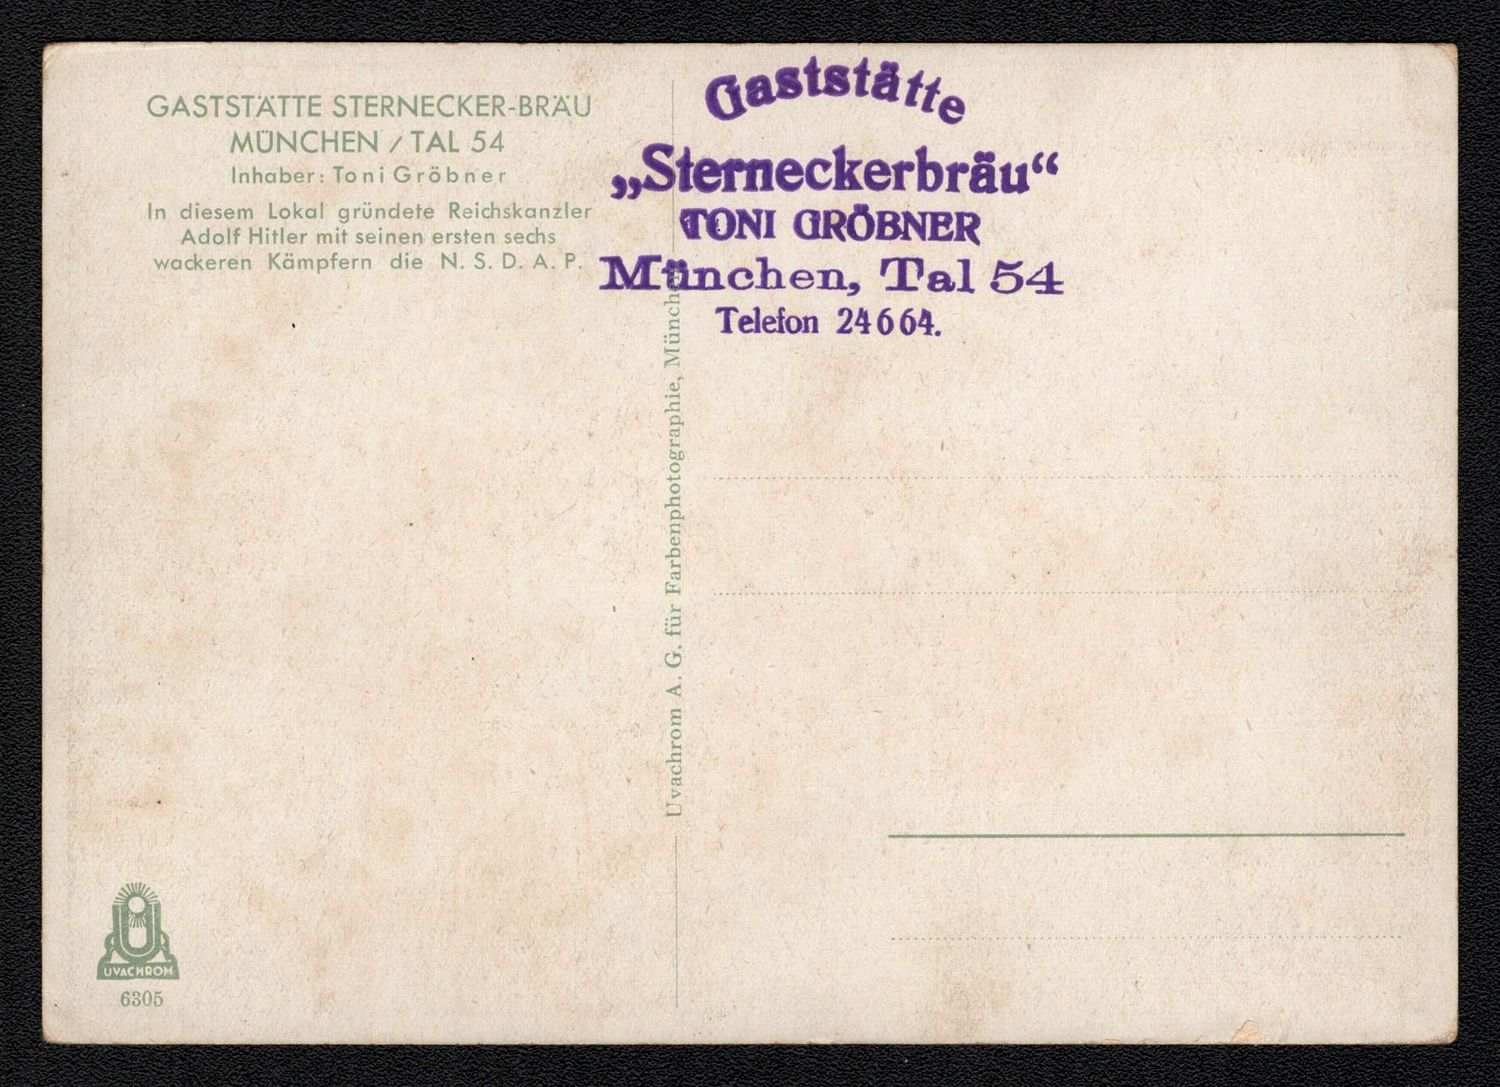 GASTSTÄTTE STERNECKER-BRÄU
MÜNCHEN / TAL 54
Inhaber: Toni Gröbner
In diesem Lokal gründete Reichskanzler
Adolf Hitler mit seinen ersten sechs
wackeren Kämpfern die N. S. D. A. P.
Gaststätte
„Sterneckerbräu“
TONI GRÖBNER
München, Tal 54
Telefon 24664.
Uvachrom A. G. für Farbenphotographie, München
UVACHROM
6305